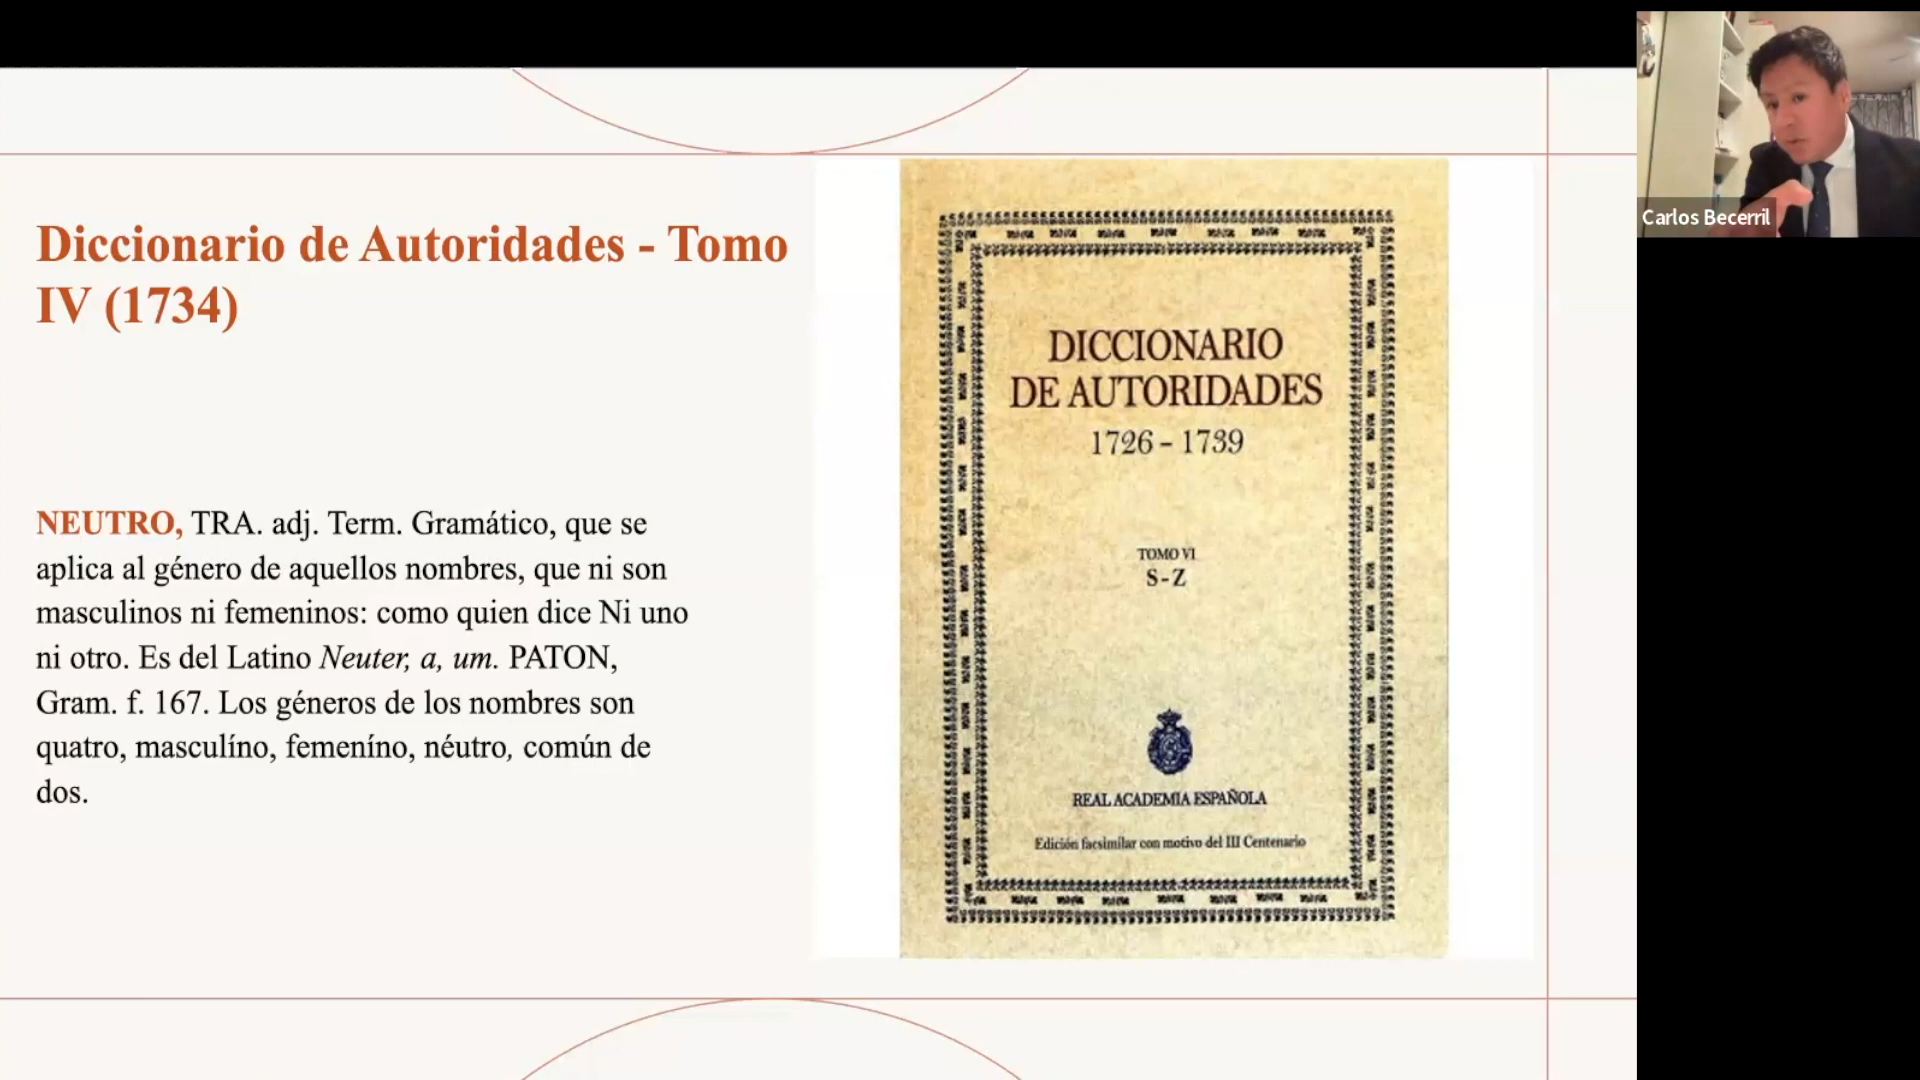 Diccionario de Autoridades - Tomo
IV (1734)
NEUTRO, TRA. adj. Term. Gramático, que se
aplica al género de aquellos nombres, que ni son
masculinos ni femeninos: como quien dice Ni uno
ni otro. Es del Latino Neuter, a, um. PATON,
Gram. f. 167. Los géneros de los nombres son
quatro, masculíno, femeníno, néutro, común de
dos.
DICCIONARIO
DE AUTORIDADES
1726 - 1739
TOMO VI
S - Z
REAL ACADEMIA ESPAÑOLA
Edición facsimilar con motivo del III Centenario
Carlos Becerril